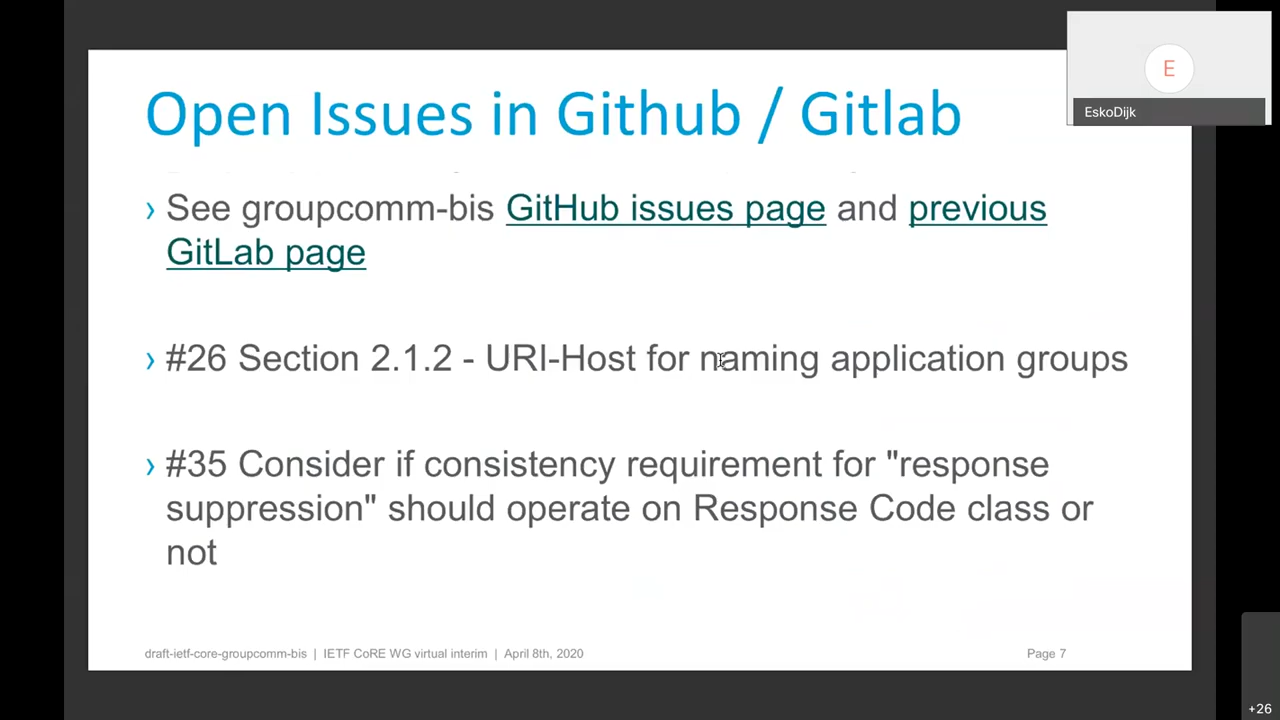 Open Issues in Github / Gitlab
E
EskoDijk
› See groupcomm-bis GitHub issues page and previous
GitLab page
› #26 Section 2.1.2 - URI-Host for naming application groups
› #35 Consider if consistency requirement for "response
suppression" should operate on Response Code class or
not
draft-ietf-core-groupcomm-bis | IETF CoRE WG virtual interim | April 8th, 2020
Page 7
+26